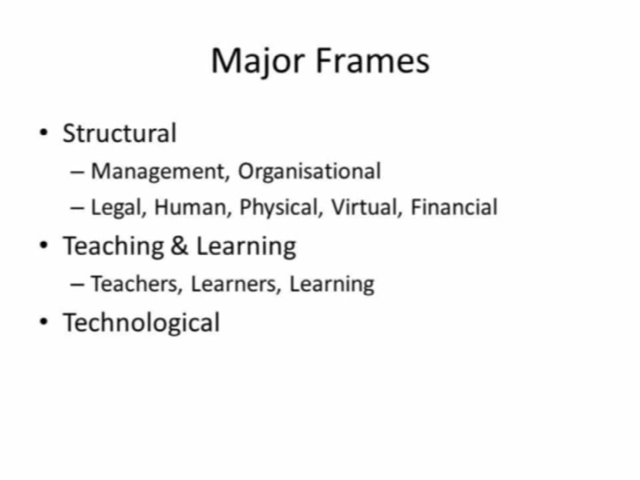 Major Frames
• Structural
– Management, Organisational
– Legal, Human, Physical, Virtual, Financial
• Teaching & Learning
– Teachers, Learners, Learning
• Technological